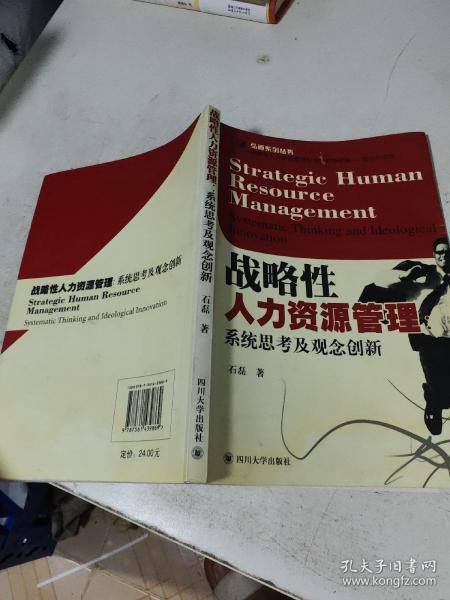 弘道系列丛书
Strategic Human
Resource
Management
Systematic Thinking and Ideological
Innovation
战略性
人力资源管理：
系统思考及观念创新
石磊 著
四川大学出版社
战略性人力资源管理：系统思考及观念创新
石磊 著
四川大学出版社
战略性人力资源管理：系统思考及观念创新
Strategic Human Resource
Management
Systematic Thinking and Ideological Innovation
定价：24.00元
孔夫子旧书网
www.kongfz.com